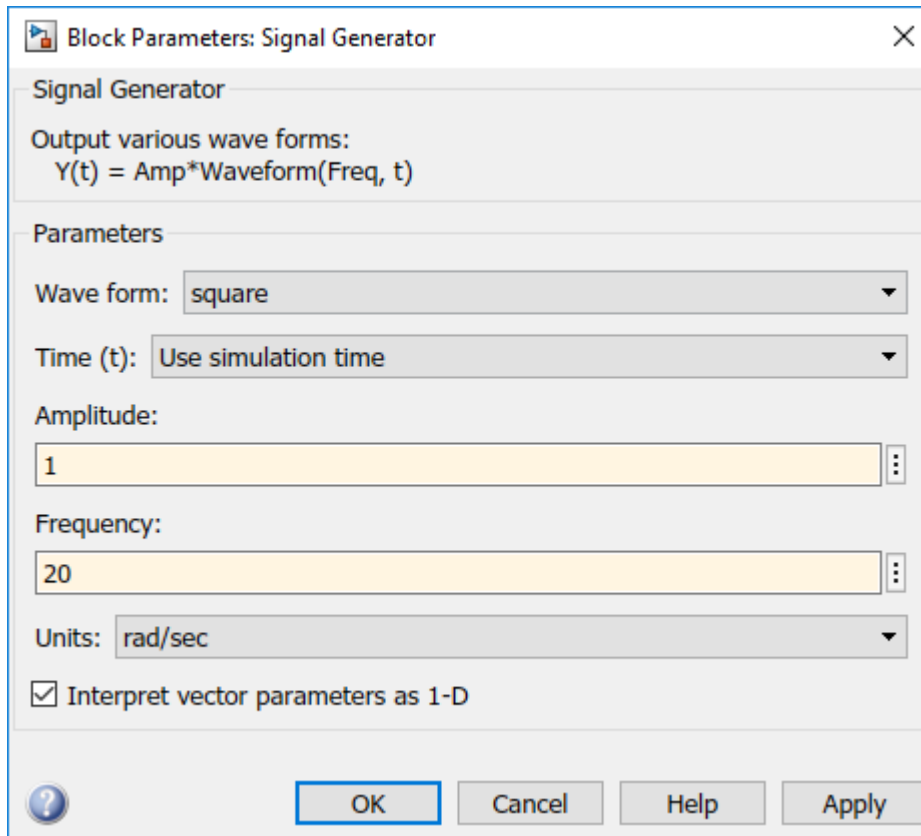 Block Parameters: Signal Generator
Signal Generator
Output various wave forms:
Y(t) = Amp*Waveform(Freq, t)
Parameters
Wave form: square
Time (t): Use simulation time
Amplitude:
1
Frequency:
20
Units: rad/sec
Interpret vector parameters as 1-D
OK Cancel Help Apply